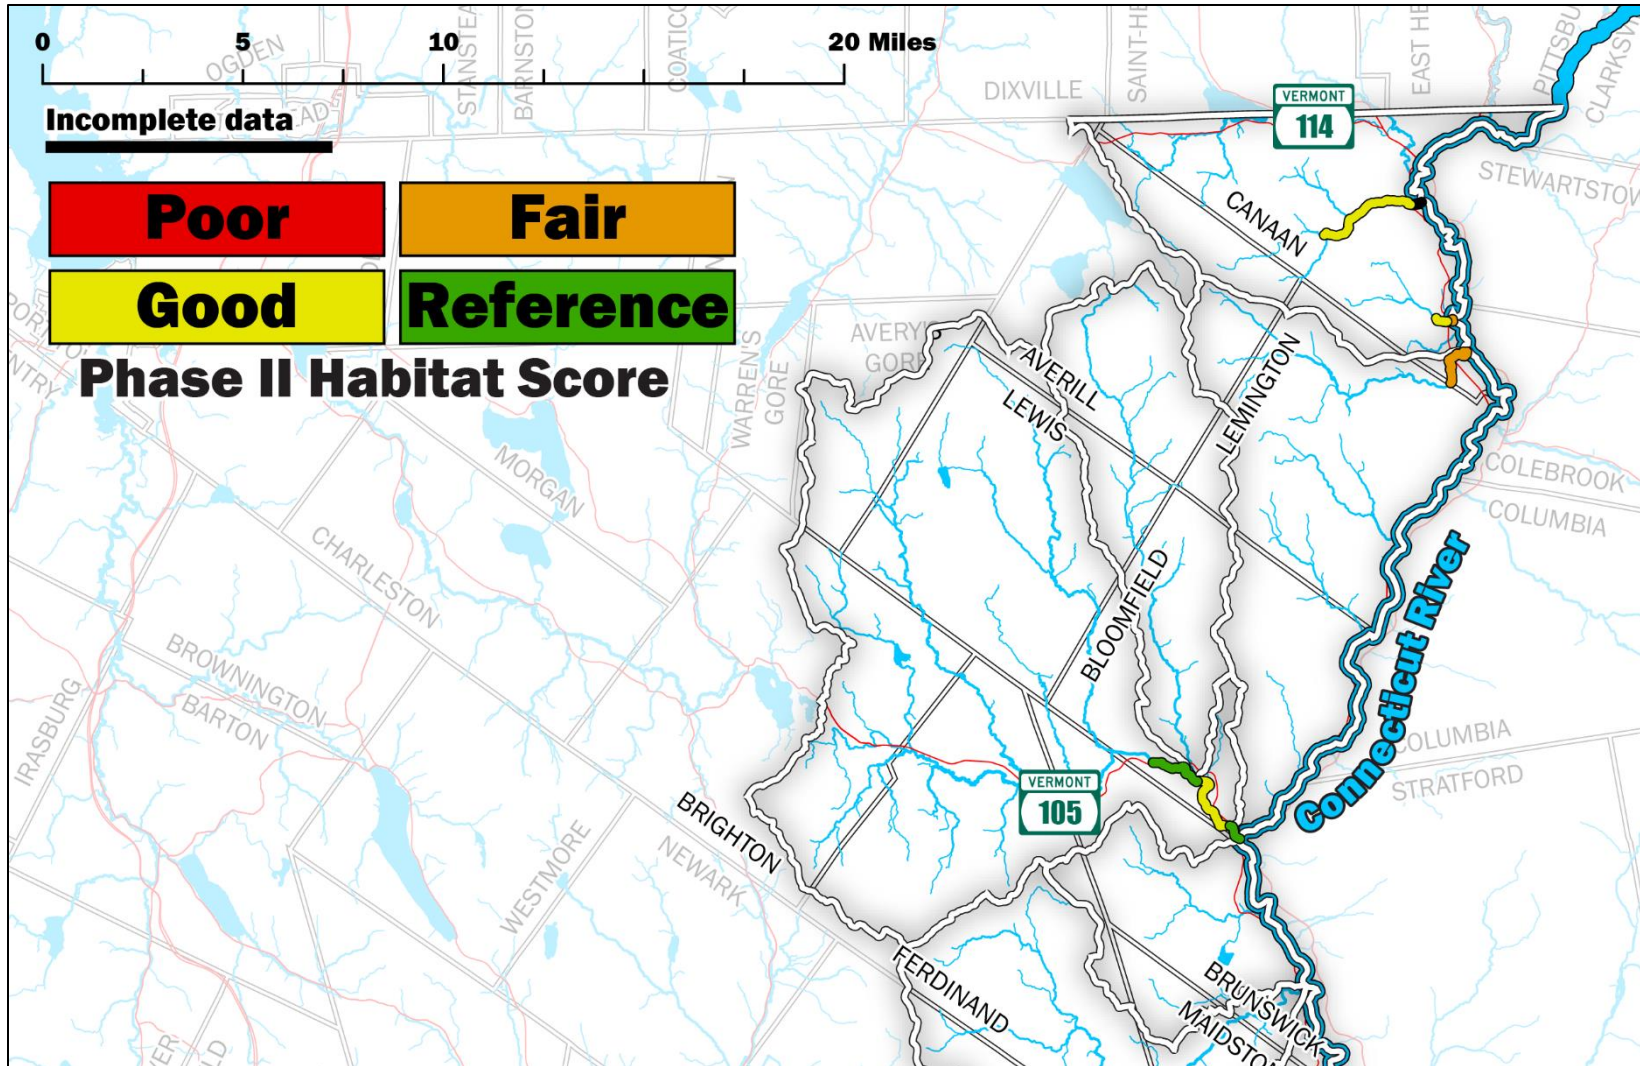 0 5 10 20 Miles
Incomplete data
Poor Fair
Good Reference
Phase II Habitat Score
OGDEN
BARNSTON
DIXVILLE
VERMONT
114
STEWARTSTOW
CANAAN
AVERY'S
GORE
WARREN'S
GORE
AVERILL
LEWIS
LEMINGTON
MORGAN
COLEBROOK
COLUMBIA
CHARLESTON
BLOOMFIELD
Connecticut River
BROWNINGTON
BARTON
IRASBURG
COLUMBIA
STRATFORD
VERMONT
105
BRIGHTON
NEWARK
WESTMORE
FERDINAND
BRUNSWICK